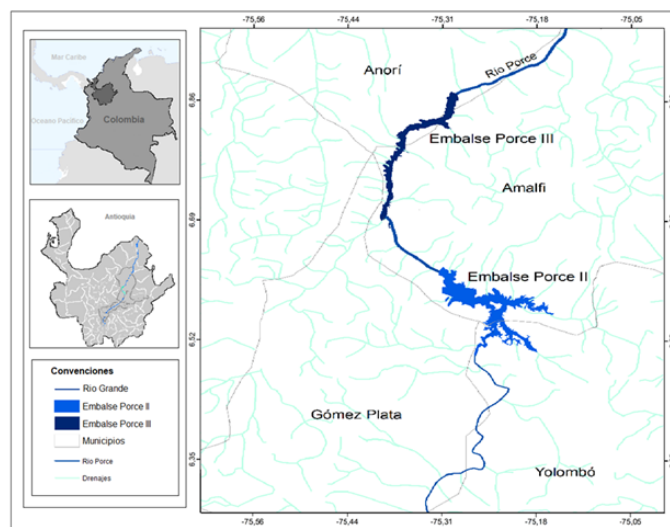 Mar Caribe
Oceano Pacífico
Colombia
Antioquia
Convenciones
Rio Grande
Embalse Porce II
Embalse Porce III
Municipios
Rio Porce
Drenajes
-75,56 -75,44 -75,31 -75,18 -75,05
6,86
6,69
6,52
6,35
Anorí
Rio Porce
Embalse Porce III
Amalfi
Embalse Porce II
Gómez Plata
Yolombó
-75,56 -75,44 -75,31 -75,18 -75,05